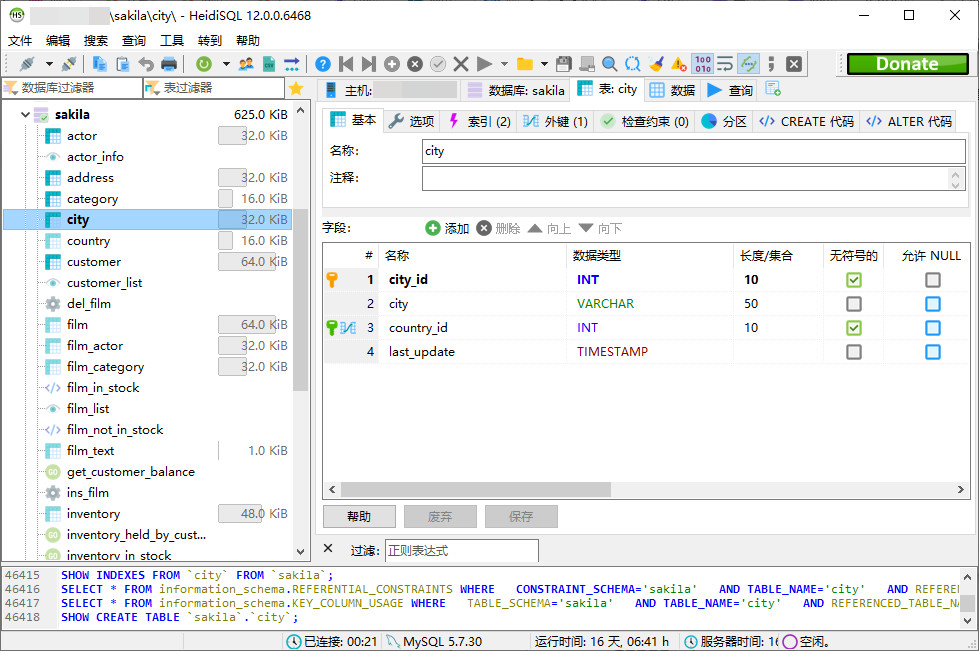 \sakila\city\ - HeidiSQL 12.0.0.6468
文件 编辑 搜索 查询 工具 转到 帮助
Donate
数据库过滤器 表过滤器
主机: 数据库: sakila 表: city 数据 查询
sakila 625.0 KiB
actor 32.0 KiB
actor_info
address 32.0 KiB
category 16.0 KiB
city 32.0 KiB
country 16.0 KiB
customer 64.0 KiB
customer_list
del_film
film 64.0 KiB
film_actor 32.0 KiB
film_category 32.0 KiB
film_in_stock
film_list
film_not_in_stock
film_text 1.0 KiB
get_customer_balance
ins_film
inventory 48.0 KiB
inventory_held_by_cust...
inventory_in_stock
基本 选项 索引 (2) 外键 (1) 检查约束 (0) 分区 CREATE 代码 ALTER 代码
名称: city
注释:
字段: 添加 删除 向上 向下
# 名称 数据类型 长度/集合 无符号的 允许 NULL
1 city_id INT 10
2 city VARCHAR 50
3 country_id INT 10
4 last_update TIMESTAMP
帮助 废弃 保存
过滤: 正则表达式
46415 SHOW INDEXES FROM `city` FROM `sakila`;
46416 SELECT * FROM information_schema.REFERENTIAL_CONSTRAINTS WHERE CONSTRAINT_SCHEMA='sakila' AND TABLE_NAME='city' AND REFEREN
46417 SELECT * FROM information_schema.KEY_COLUMN_USAGE WHERE TABLE_SCHEMA='sakila' AND TABLE_NAME='city' AND REFERENCED_TABLE_NA
46418 SHOW CREATE TABLE `sakila`.`city`;
已连接: 00:21 MySQL 5.7.30 运行时间: 16 天, 06:41 h 服务器时间: 16 空闲。